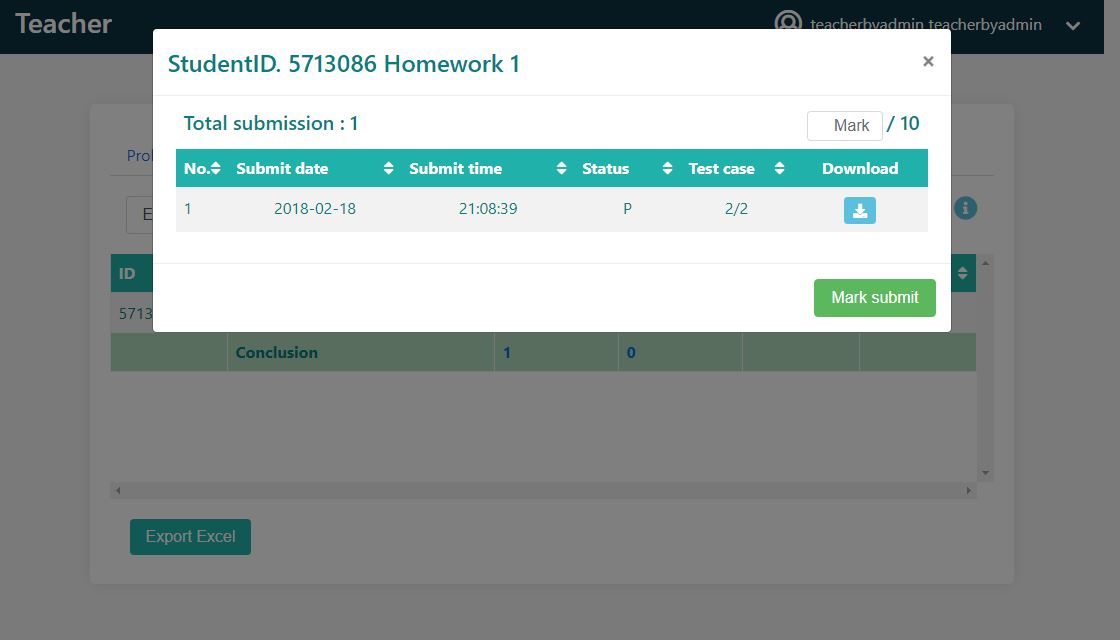 Teacher
teacherbyadmin teacherbyadmin
StudentID. 5713086 Homework 1
×
Total submission : 1
Mark / 10
No. Submit date Submit time Status Test case Download
1 2018-02-18 21:08:39 P 2/2
Mark submit
ID
Conclusion 1 0
Export Excel